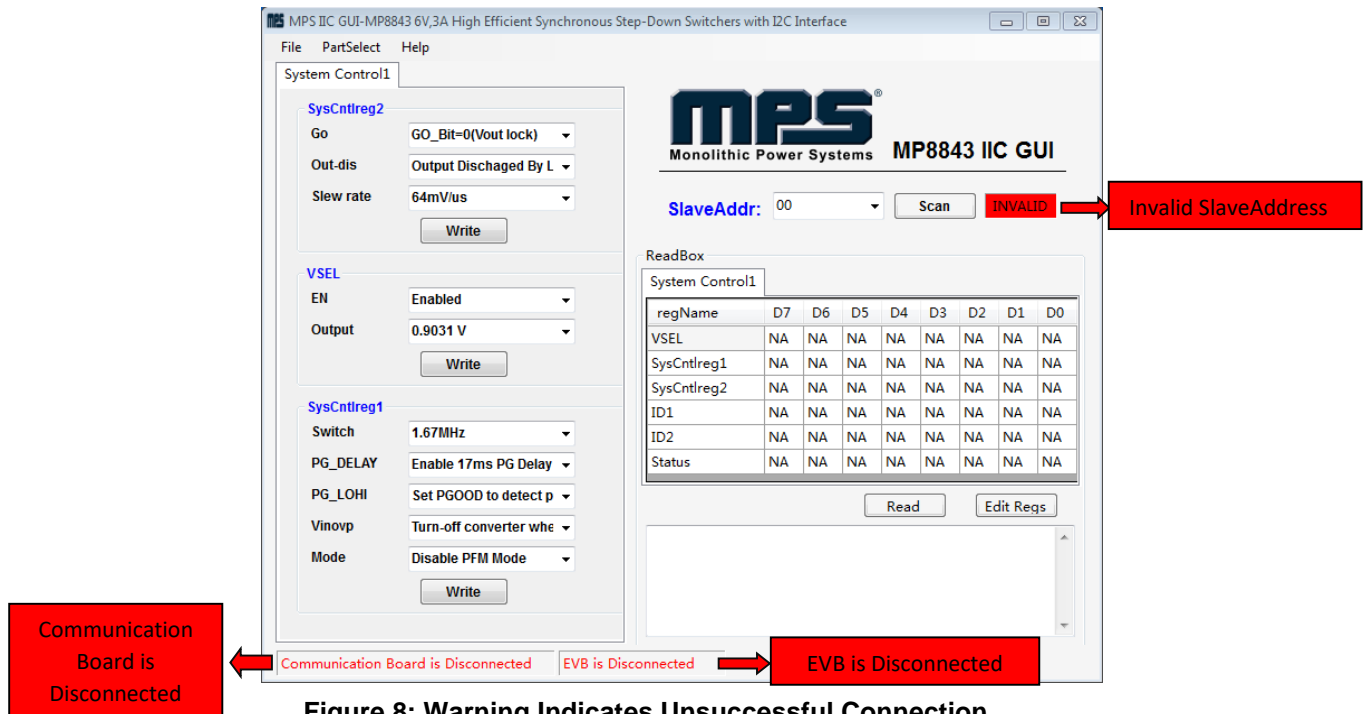 MPS IIC GUI-MP8843 6V,3A High Efficient Synchronous Step-Down Switchers with I2C Interface
File PartSelect Help
System Control1
SysCntlreg2
Go GO_Bit=0(Vout lock)
Out-dis Output Dischaged By L
Slew rate 64mV/us
Write
VSEL
EN Enabled
Output 0.9031 V
Write
SysCntlreg1
Switch 1.67MHz
PG_DELAY Enable 17ms PG Delay
PG_LOHI Set PGOOD to detect p
Vinovp Turn-off converter whe
Mode Disable PFM Mode
Write
mps®
Monolithic Power Systems MP8843 IIC GUI
SlaveAddr: 00 Scan INVALID
Invalid SlaveAddress
ReadBox
System Control1
regName D7 D6 D5 D4 D3 D2 D1 D0
VSEL NA NA NA NA NA NA NA NA
SysCntlreg1 NA NA NA NA NA NA NA NA
SysCntlreg2 NA NA NA NA NA NA NA NA
ID1 NA NA NA NA NA NA NA NA
ID2 NA NA NA NA NA NA NA NA
Status NA NA NA NA NA NA NA NA
Read Edit Regs
Communication
Board is
Disconnected
Communication Board is Disconnected EVB is Disconnected
EVB is Disconnected
Figure 8: Warning Indicates Unsuccessful Connection